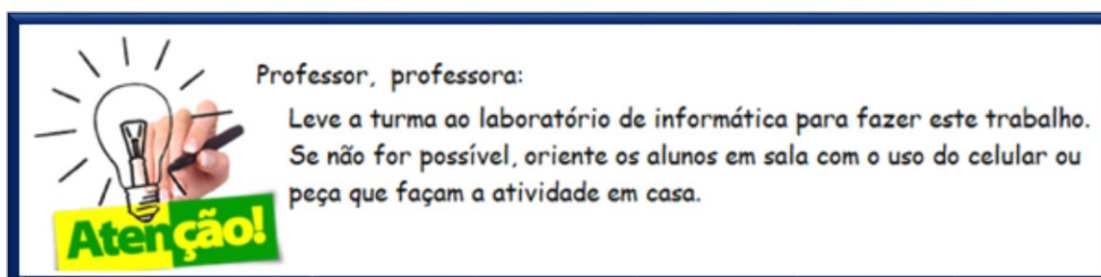 Professor, professora:
Leve a turma ao laboratório de informática para fazer este trabalho.
Se não for possível, oriente os alunos em sala com o uso do celular ou
peça que façam a atividade em casa.
Atenção!